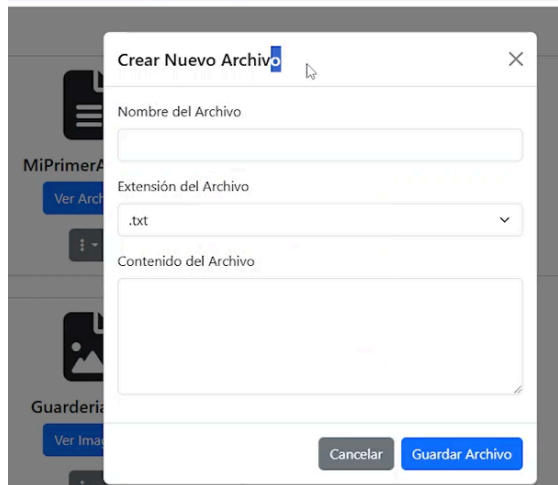 Crear Nuevo Archivo
Nombre del Archivo
MiPrimerA
Extensión del Archivo
Ver Arch
.txt
Contenido del Archivo
Guarderia
Ver Imag
Cancelar
Guardar Archivo